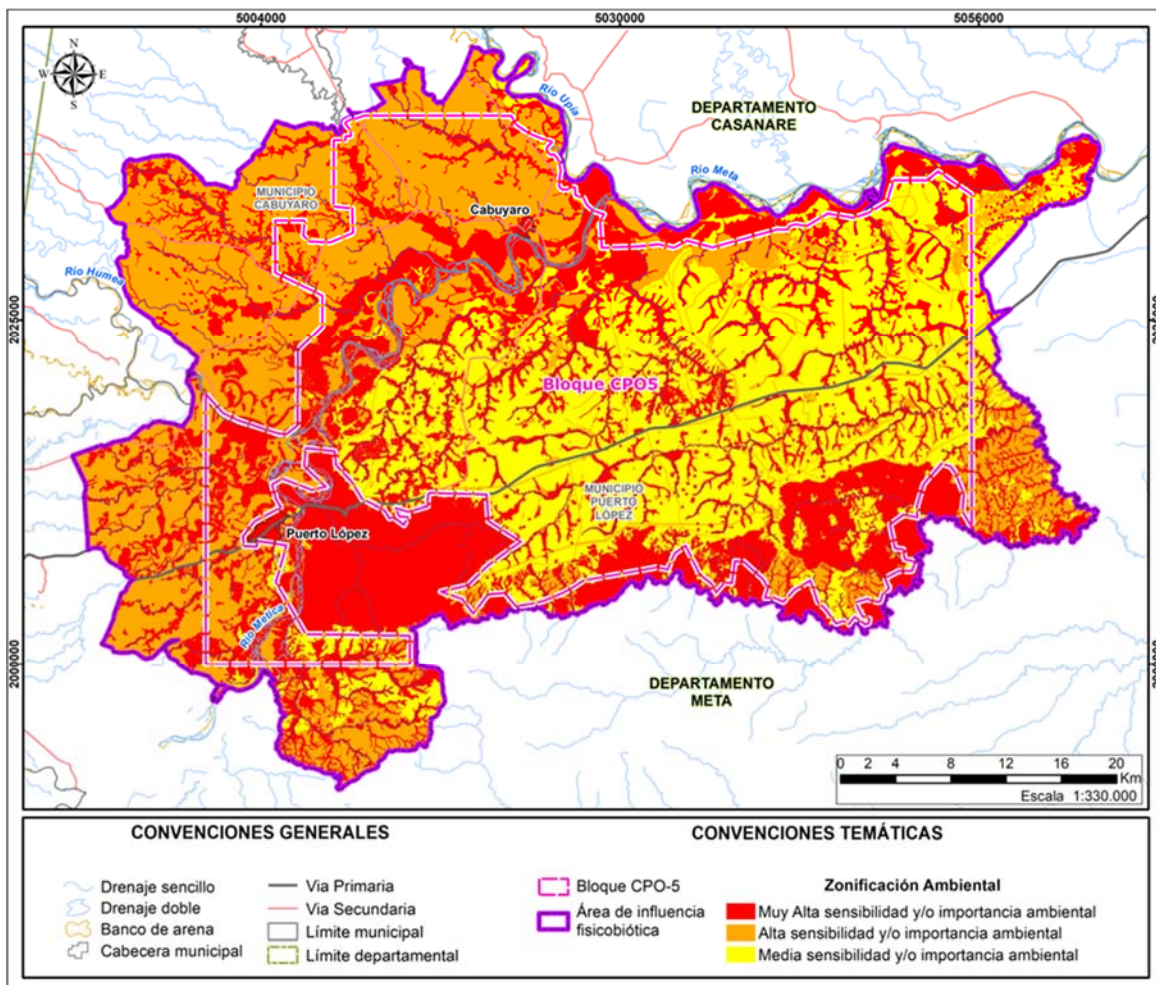 5004000
5030000
5056000
N
W E
S
DEPARTAMENTO
CASANARE
Río Upía
Río Meta
MUNICIPIO
CABUYARO
Cabuyaro
Río Humea
2025000
Bloque CPO5
MUNICIPIO
PUERTO
LÓPEZ
Puerto López
Río Metica
2000000
DEPARTAMENTO
META
0 2 4 8 12 16 20
Km
Escala 1:330.000
CONVENCIONES GENERALES
Drenaje sencillo
Drenaje doble
Banco de arena
Cabecera municipal
Via Primaria
Via Secundaria
Límite municipal
Límite departamental
CONVENCIONES TEMÁTICAS
Bloque CPO-5
Área de influencia
fisicobiótica
Zonificación Ambiental
Muy Alta sensibilidad y/o importancia ambiental
Alta sensibilidad y/o importancia ambiental
Media sensibilidad y/o importancia ambiental